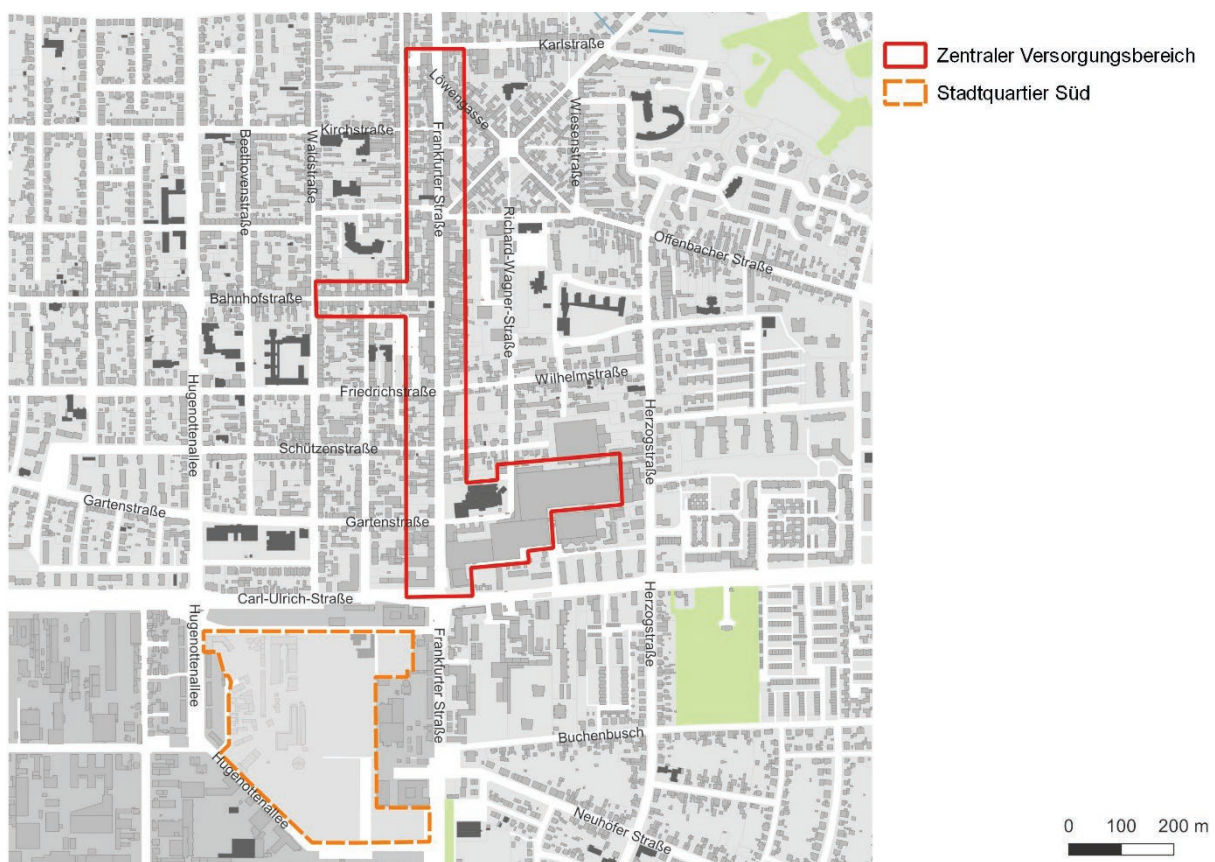 Karlstraße
Zentraler Versorgungsbereich
Stadtquartier Süd
Löwengasse
Kirchstraße
Beethovenstraße
Waldstraße
Frankfurter Straße
Wiesenstraße
Richard-Wagner-Straße
Offenbacher Straße
Bahnhofstraße
Hugenottenallee
Friedrichstraße
Wilhelmstraße
Herzogstraße
Schützenstraße
Gartenstraße
Gartenstraße
Carl-Ulrich-Straße
Hugenottenallee
Frankfurter Straße
Herzogstraße
Buchenbusch
Hugenottenallee
Neuhöfer Straße
0 100 200 m